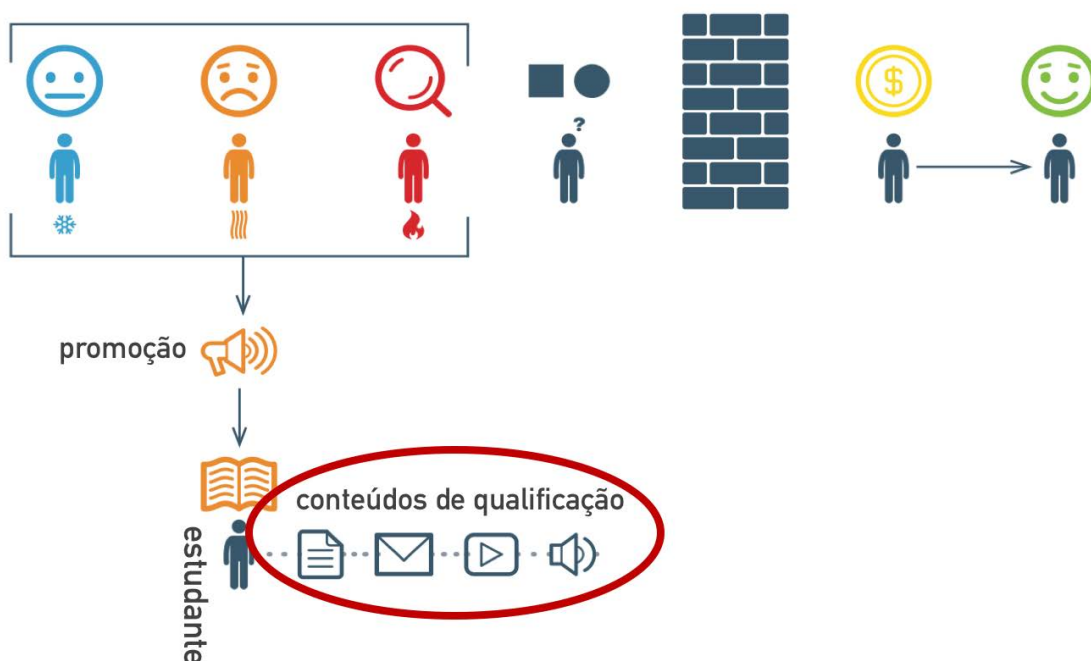 ?
$
promoção
conteúdos de qualificação
estudante